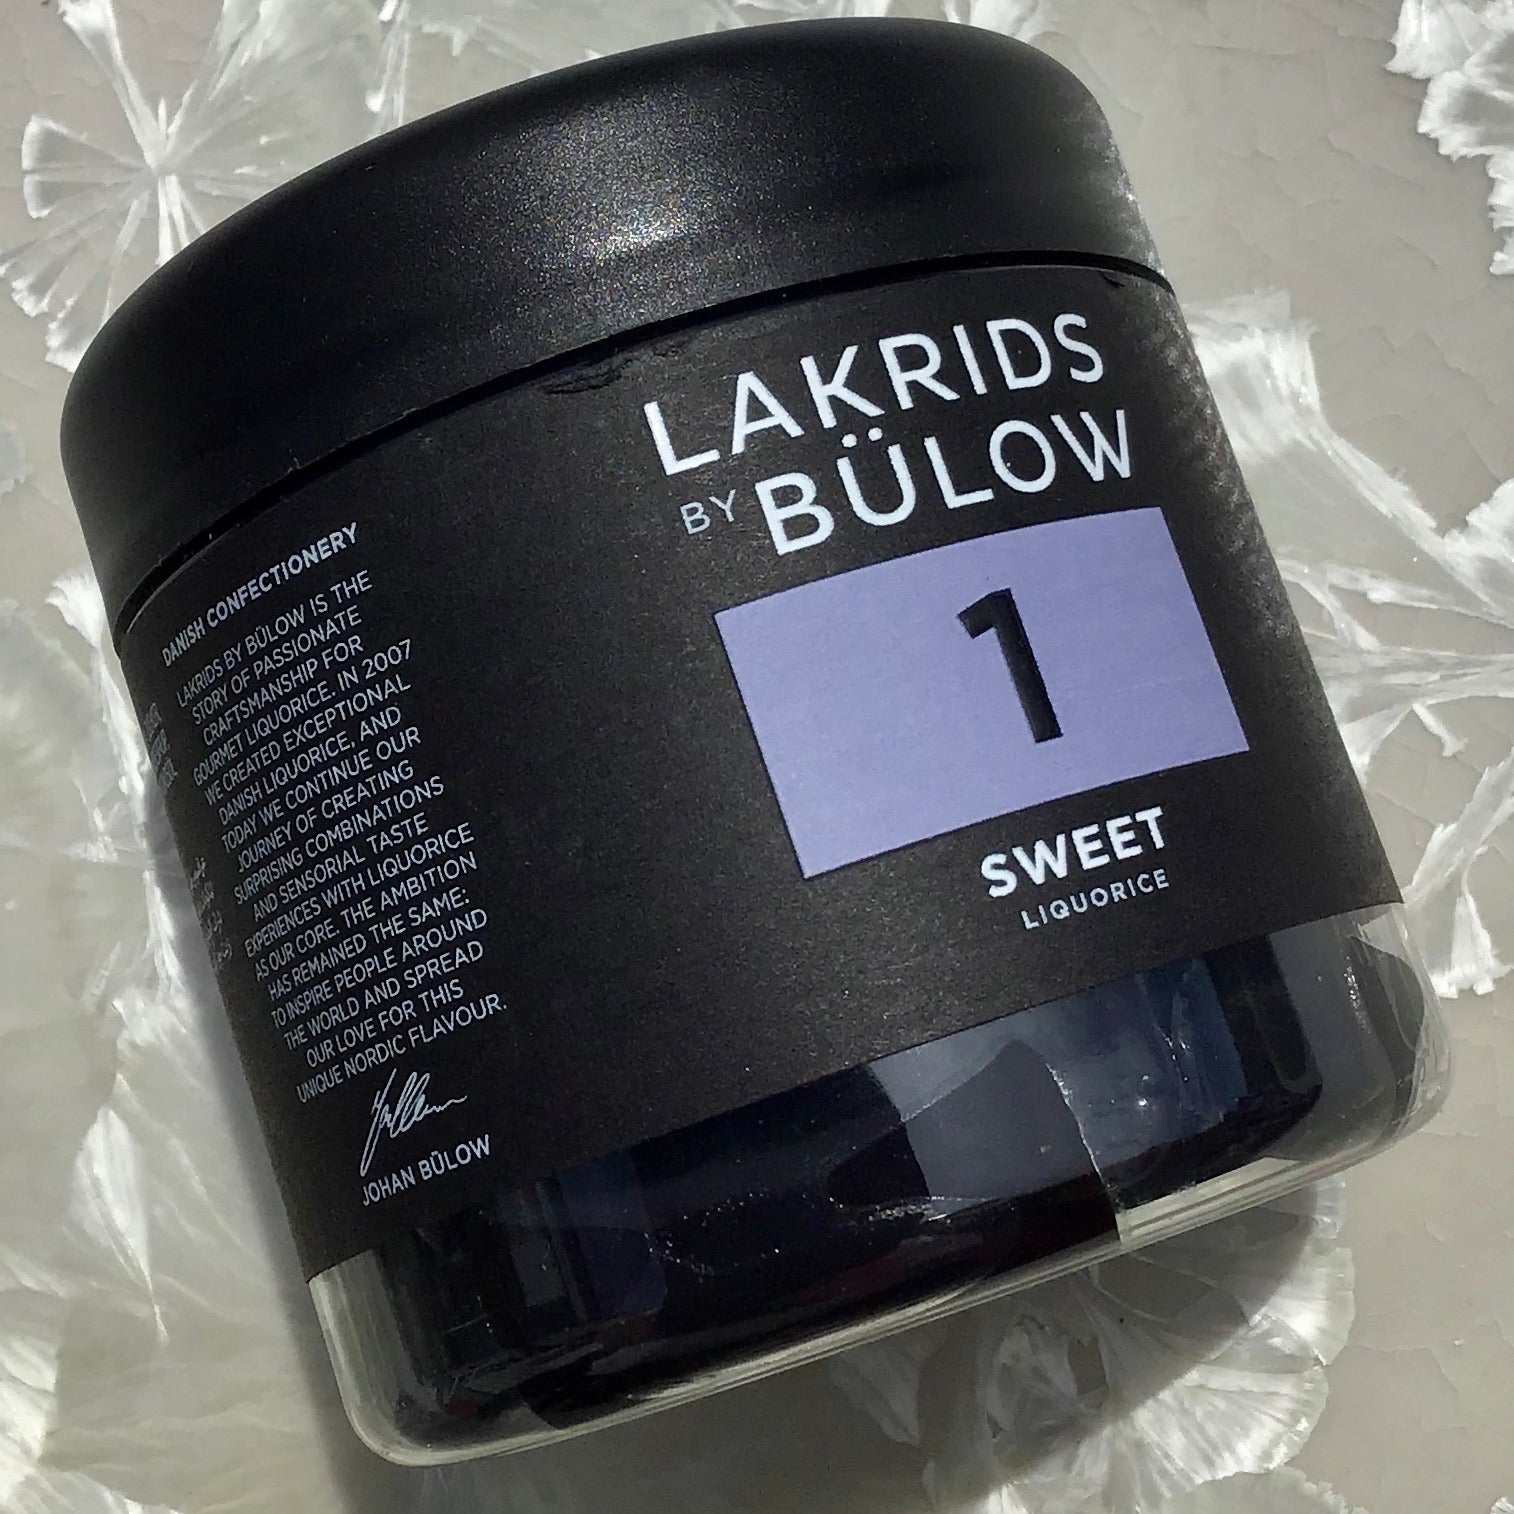 LAKRIDS
BY BÜLOW
1
SWEET
LIQUORICE
DANISH CONFECTIONERY
LAKRIDS BY BÜLOW IS THE
STORY OF PASSIONATE
CRAFTSMANSHIP FOR
GOURMET LIQUORICE. IN 2007
WE CREATED EXCEPTIONAL
DANISH LIQUORICE, AND
TODAY WE CONTINUE OUR
JOURNEY OF CREATING
SURPRISING COMBINATIONS
AND SENSORIAL TASTE
EXPERIENCES WITH LIQUORICE
AS OUR CORE. THE AMBITION
HAS REMAINED THE SAME:
TO INSPIRE PEOPLE AROUND
THE WORLD AND SPREAD
OUR LOVE FOR THIS
UNIQUE NORDIC FLAVOUR.
JOHAN BÜLOW